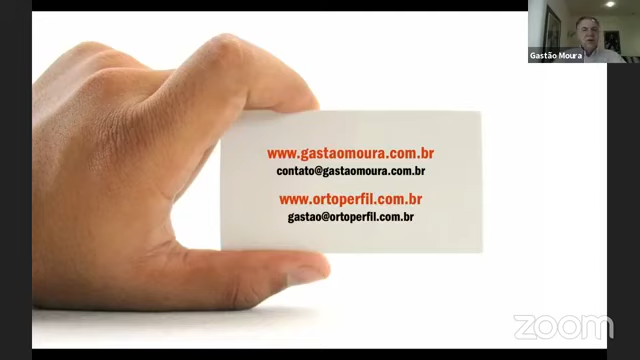 www.gastaomoura.com.br
contato@gastaomoura.com.br
www.ortoperfil.com.br
gastao@ortoperfil.com.br
Gastão Moura
zoom